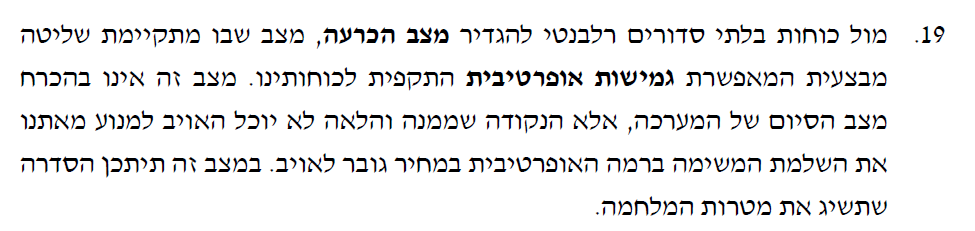 19. מול כוחות בלתי סדורים רלבנטי להגדיר מצב הכרעה, מצב שבו מתקיימת שליטה
מבצעית המאפשרת גמישות אופרטיבית התקפית לכוחותינו. מצב זה אינו בהכרח
מצב הסיום של המערכה, אלא הנקודה שממנה והלאה לא יוכל האויב למנוע מאתנו
את השלמת המשימה ברמה האופרטיבית במחיר גובר לאויב. במצב זה תיתכן הסדרה
שתשיג את מטרות המלחמה.